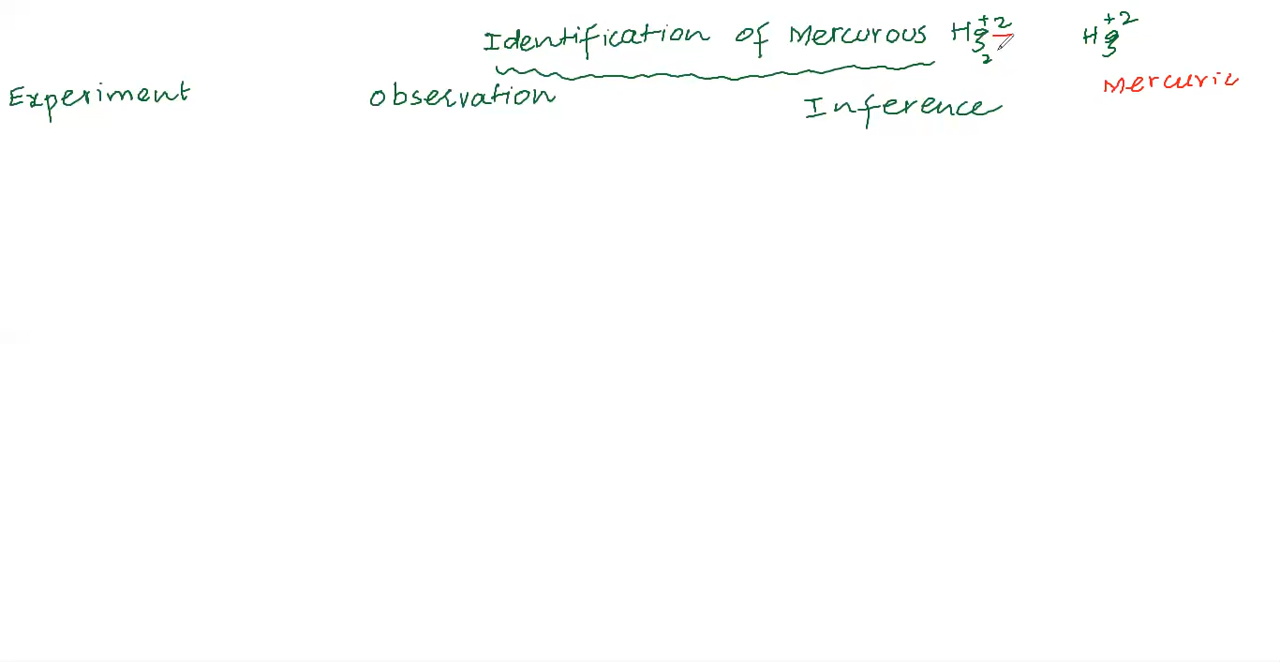 Identification of Mercurous Hg₂⁺² Hg⁺²
Mercuric
Experiment Observation Inference